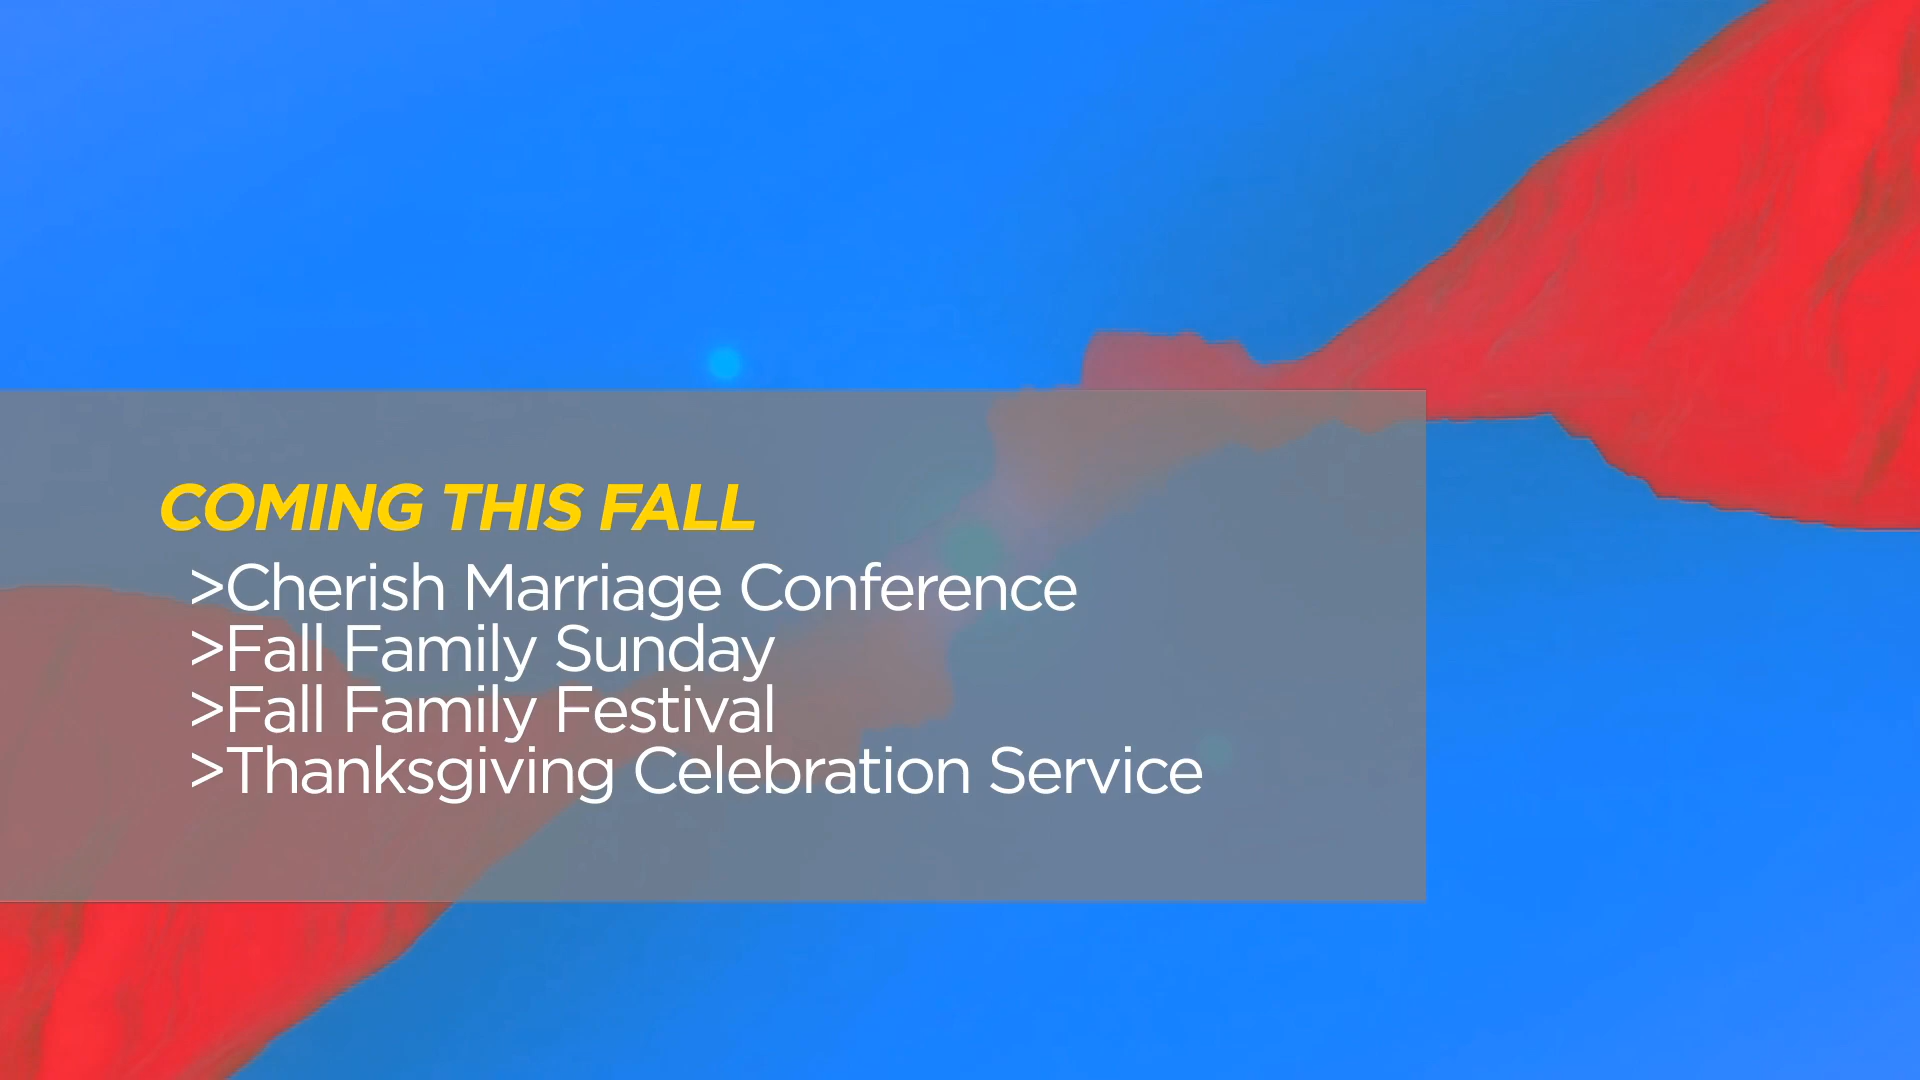 COMING THIS FALL
>Cherish Marriage Conference
>Fall Family Sunday
>Fall Family Festival
>Thanksgiving Celebration Service